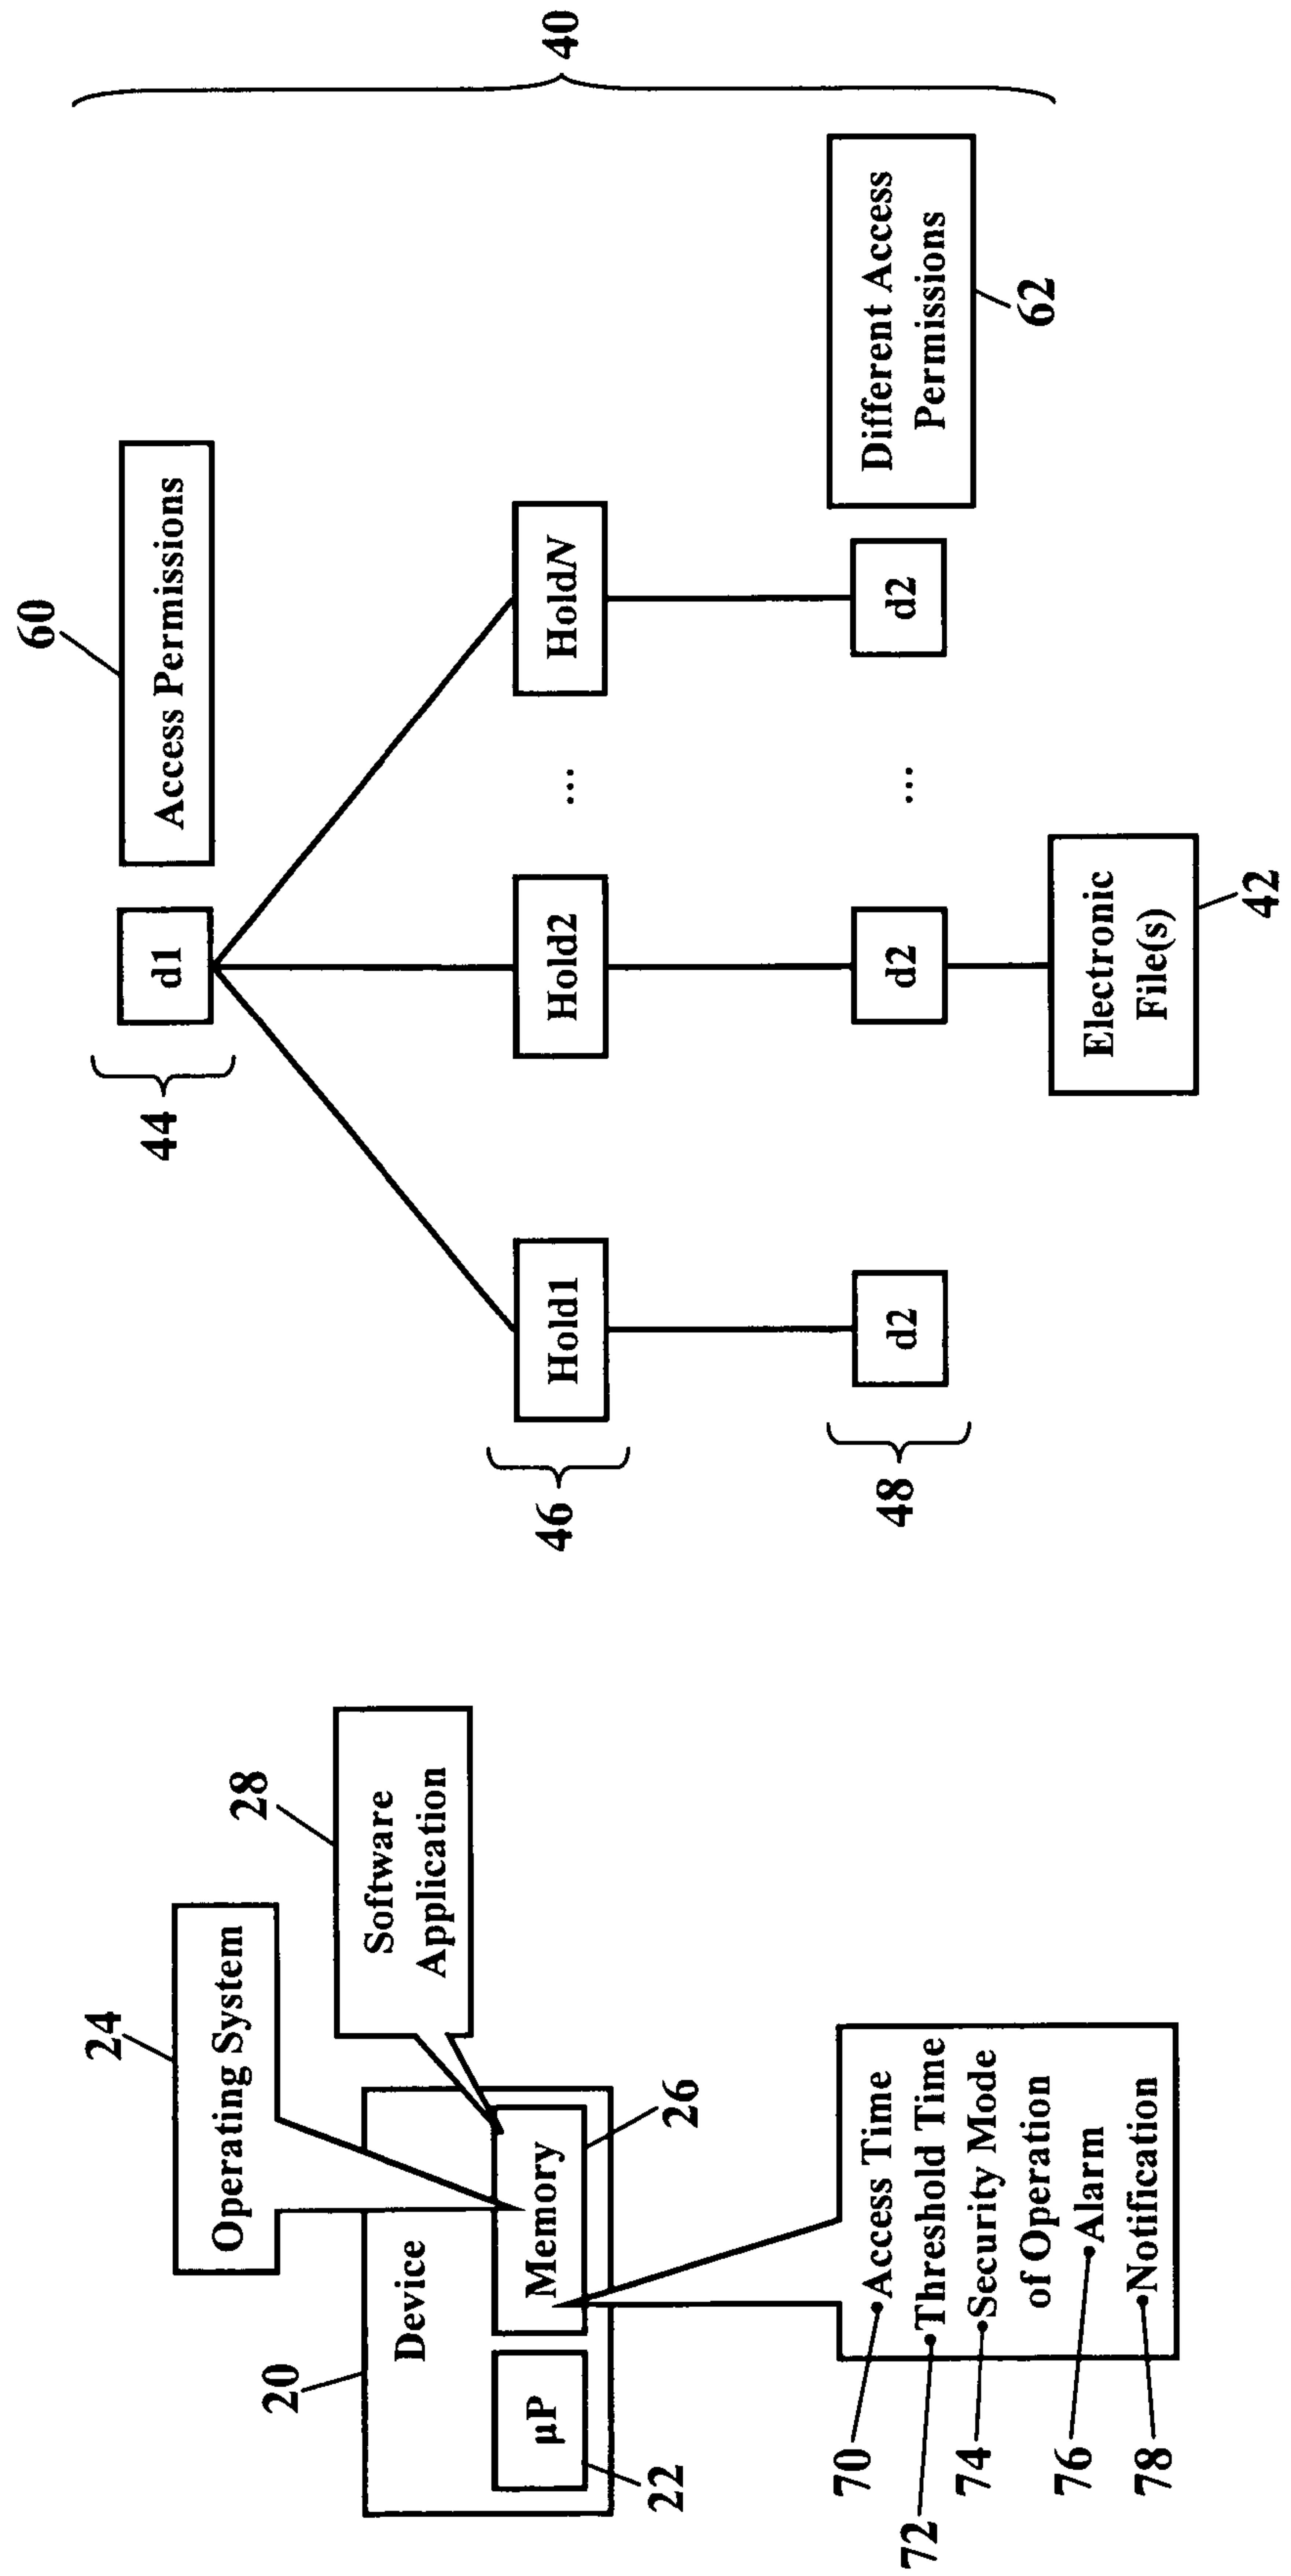 24
Operating System
28
Software
Application
20
Device
µP
Memory
22
26
70
Access Time
72
Threshold Time
74
Security Mode
of Operation
76
Alarm
78
Notification
60
44
d1
Access Permissions
40
46
Hold1
Hold2
...
HoldN
48
d2
d2
...
d2
Different Access
Permissions
62
Electronic
File(s)
42